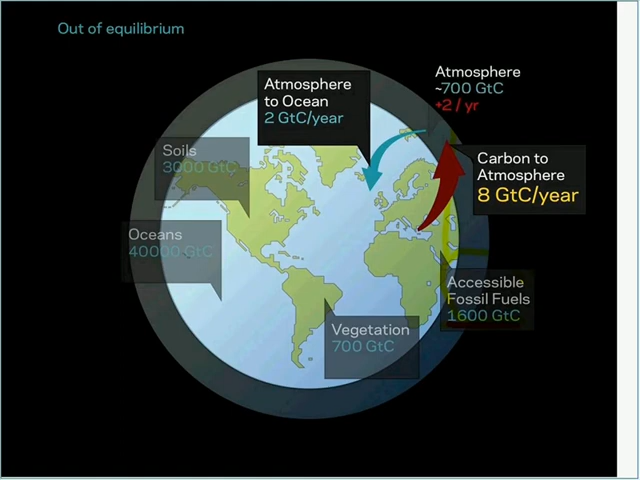 Out of equilibrium
Atmosphere
to Ocean
2 GtC/year
Atmosphere
~700 GtC
+2 / yr
Soils
3000 GtC
Carbon to
Atmosphere
8 GtC/year
Oceans
40000 GtC
Accessible
Fossil Fuels
1600 GtC
Vegetation
700 GtC